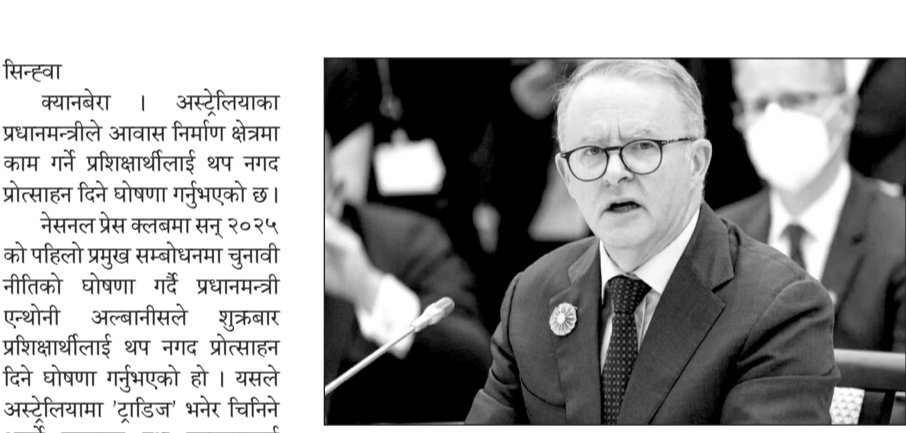 सिन्ह्वा
क्यानबेरा । अस्ट्रेलियाका
प्रधानमन्त्रीले आवास निर्माण क्षेत्रमा
काम गर्ने प्रशिक्षार्थीलाई थप नगद
प्रोत्साहन दिने घोषणा गर्नुभएको छ।
नेसनल प्रेस क्लबमा सन् २०२५
को पहिलो प्रमुख सम्बोधनमा चुनावी
नीतिको घोषणा गर्दै प्रधानमन्त्री
एन्थोनी अल्बानीसले शुक्रबार
प्रशिक्षार्थीलाई थप नगद प्रोत्साहन
दिने घोषणा गर्नुभएको हो । यसले
अस्ट्रेलियामा 'ट्राडिज' भनेर चिनिने